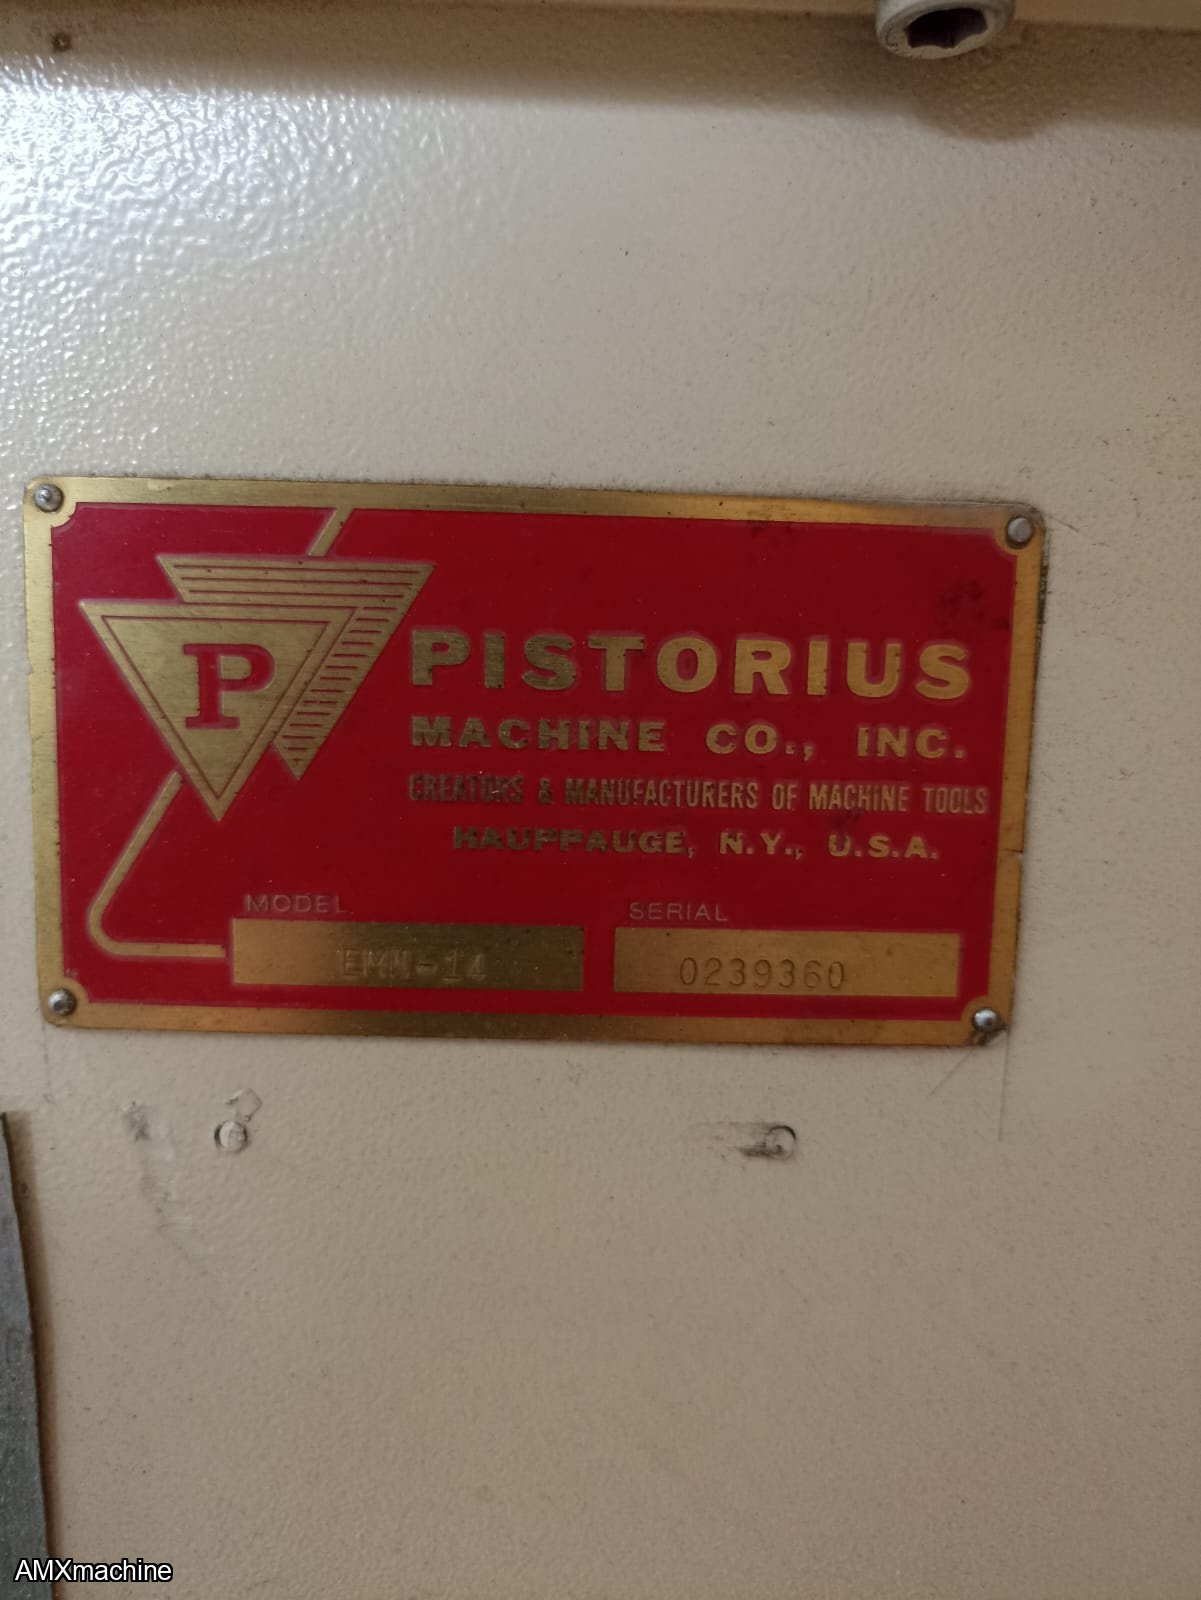 P
PISTORIUS
MACHINE CO., INC.
CREATORS & MANUFACTURERS OF MACHINE TOOLS
HAUPPAUGE, N.Y., U.S.A.
MODEL SERIAL
EMN-14 0239360
AMXmachine